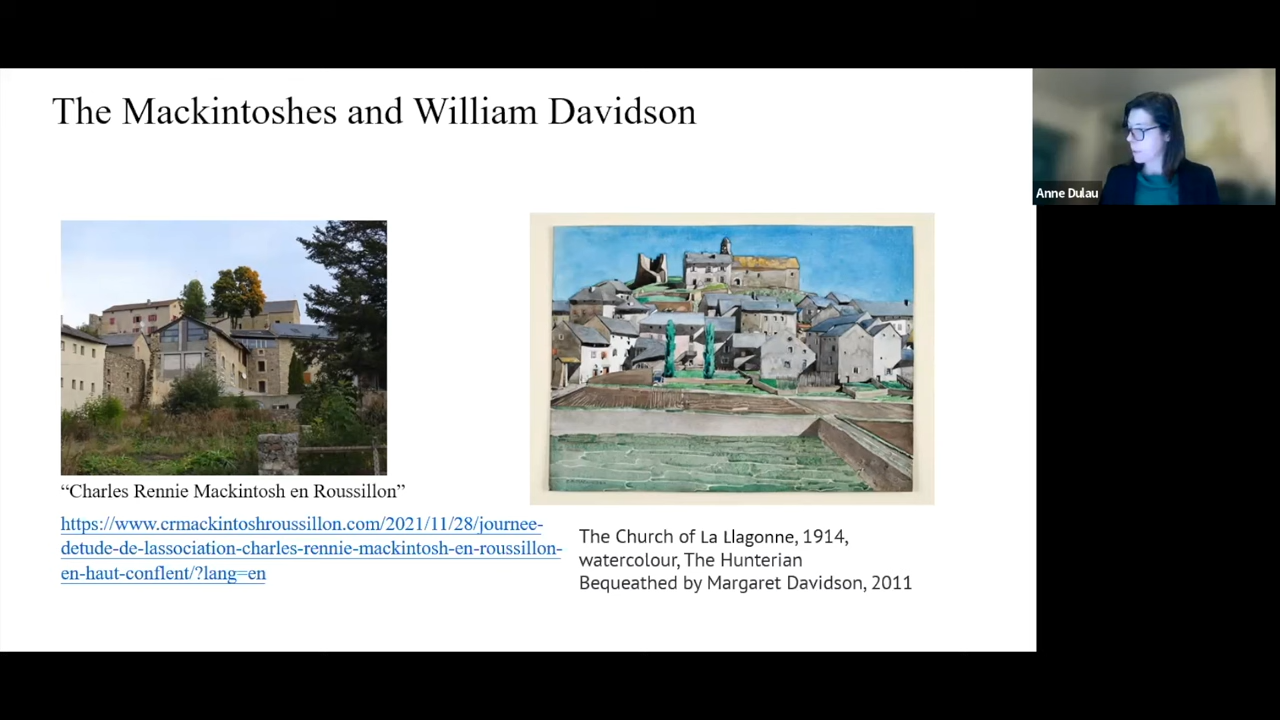 The Mackintoshes and William Davidson
Anne Dulau
“Charles Rennie Mackintosh en Roussillon”
https://www.crmackintoshroussillon.com/2021/11/28/journee-
detude-de-lassociation-charles-rennie-mackintosh-en-roussillon-
en-haut-conflent/?lang=en
The Church of La Llagonne, 1914,
watercolour, The Hunterian
Bequeathed by Margaret Davidson, 2011